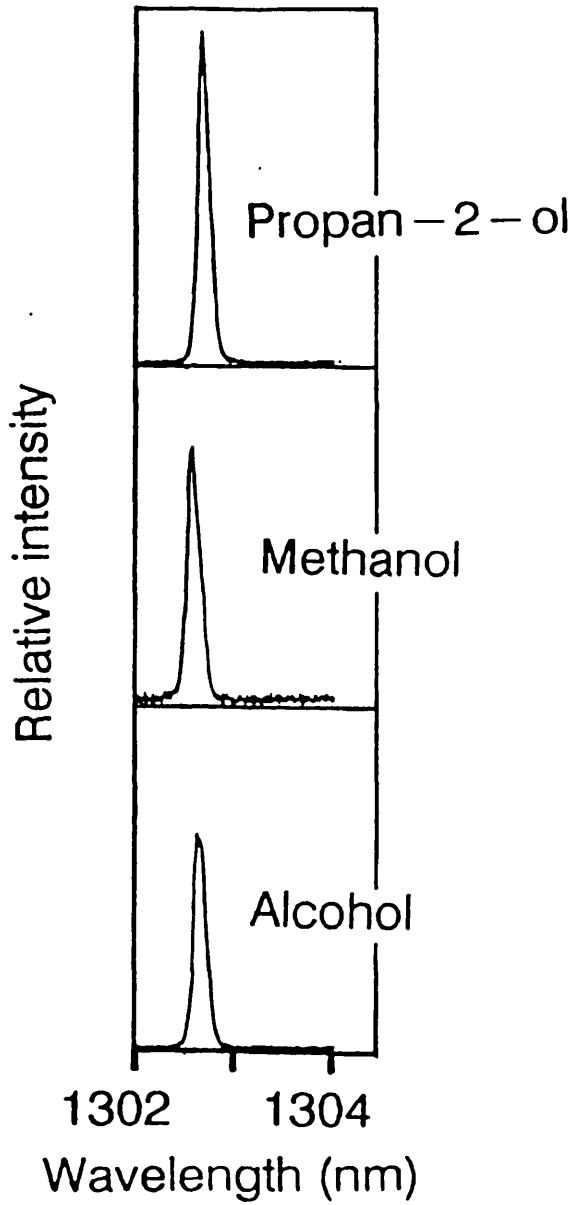 Propan-2-ol
Methanol
Alcohol
Relative intensity
1302 1304
Wavelength (nm)